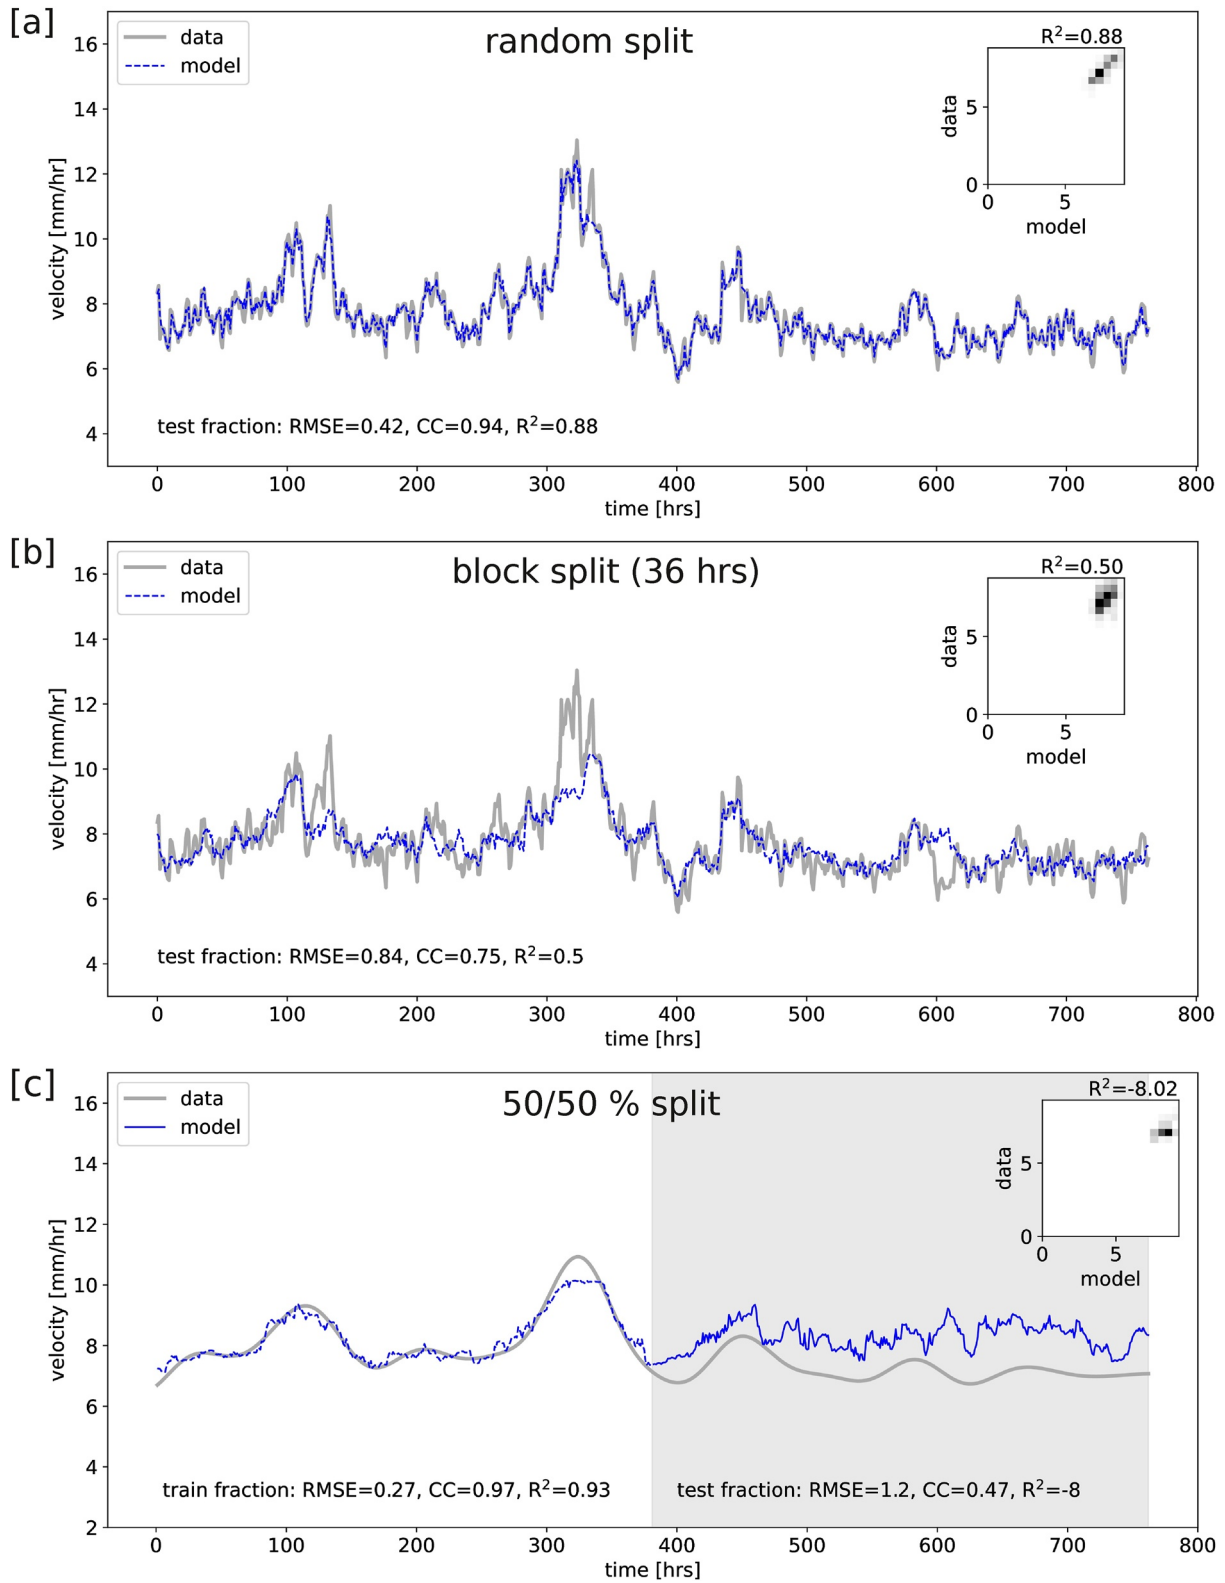 [a]
random split
data
model
R²=0.88
data
5
0
0
5
model
16
14
12
10
8
6
4
velocity [mm/hr]
test fraction: RMSE=0.42, CC=0.94, R²=0.88
0 100 200 300 400 500 600 700 800
time [hrs]
[b]
block split (36 hrs)
data
model
R²=0.50
data
5
0
0
5
model
16
14
12
10
8
6
4
velocity [mm/hr]
test fraction: RMSE=0.84, CC=0.75, R²=0.5
0 100 200 300 400 500 600 700 800
time [hrs]
[c]
50/50 % split
data
model
R²=-8.02
data
5
0
0
5
model
16
14
12
10
8
6
4
2
velocity [mm/hr]
train fraction: RMSE=0.27, CC=0.97, R²=0.93
test fraction: RMSE=1.2, CC=0.47, R²=-8
0 100 200 300 400 500 600 700 800
time [hrs]